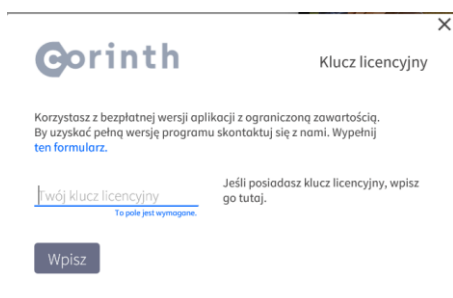 Corinth
Klucz licencyjny
Korzystasz z bezpłatnej wersji aplikacji z ograniczoną zawartością.
By uzyskać pełną wersję programu skontaktuj się z nami. Wypełnij
ten formularz.
Twój klucz licencyjny
To pole jest wymagane.
Jeśli posiadasz klucz licencyjny, wpisz
go tutaj.
Wpisz